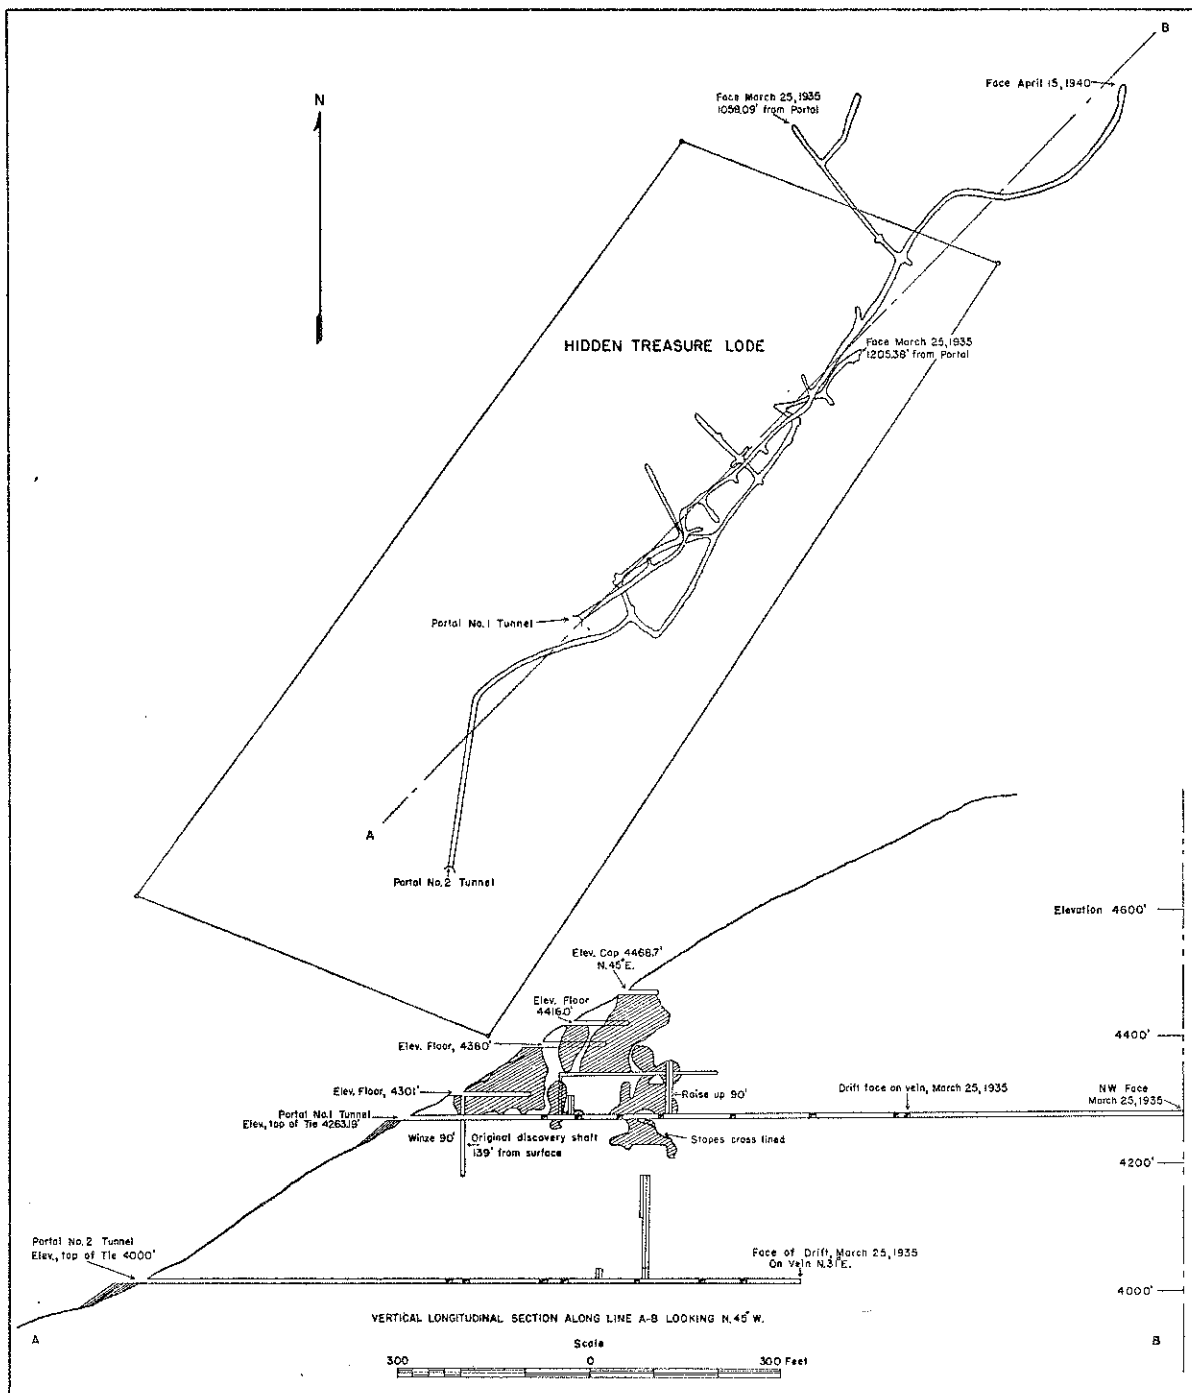 B
Face April 15, 1940
Face March 25, 1935
1058.09' from Portal
N
HIDDEN TREASURE LODE
Face March 25, 1935
1205.38' from Portal
Portal No. 1 Tunnel
A
Portal No. 2 Tunnel
Elevation 4600'
Elev. Cap 4468.7'
N. 45° E.
Elev. Floor
4416.0'
4400'
Elev. Floor, 4380'
Elev. Floor, 4301'
Raise up 90'
Drift face on vein, March 25, 1935
NW Face
March 25, 1935
Portal No. 1 Tunnel
Elev., top of Tie 4263.19'
Winze 90'
Original discovery shaft
139' from surface
Stopes cross lined
4200'
Portal No. 2 Tunnel
Elev., top of Tie 4000'
Face of Drift, March 25, 1935
On Vein N. 31° E.
4000'
VERTICAL LONGITUDINAL SECTION ALONG LINE A-B LOOKING N. 45° W.
A
B
Scale
300 0 300 Feet